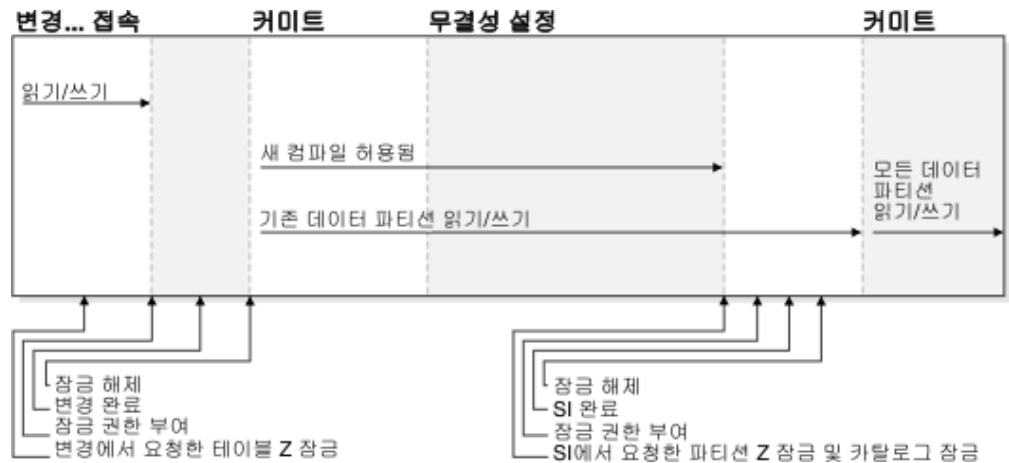 변경... 접속 커미트 무결성 설정 커미트
읽기/쓰기
새 컴파일 허용됨
모든 데이터
파티션
읽기/쓰기
기존 데이터 파티션 읽기/쓰기
잠금 해제
변경 완료
잠금 권한 부여
변경에서 요청한 테이블 Z 잠금
잠금 해제
SI 완료
잠금 권한 부여
SI에서 요청한 파티션 Z 잠금 및 카탈로그 잠금